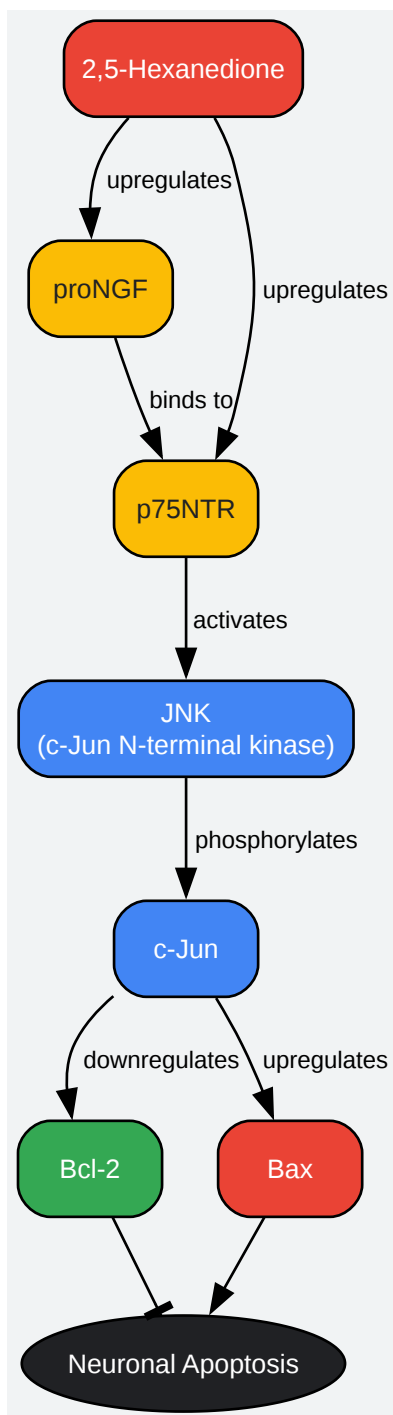 2,5-Hexanedione
upregulates
proNGF
upregulates
binds to
p75NTR
activates
JNK
(c-Jun N-terminal kinase)
phosphorylates
c-Jun
downregulates
upregulates
Bcl-2
Bax
Neuronal Apoptosis